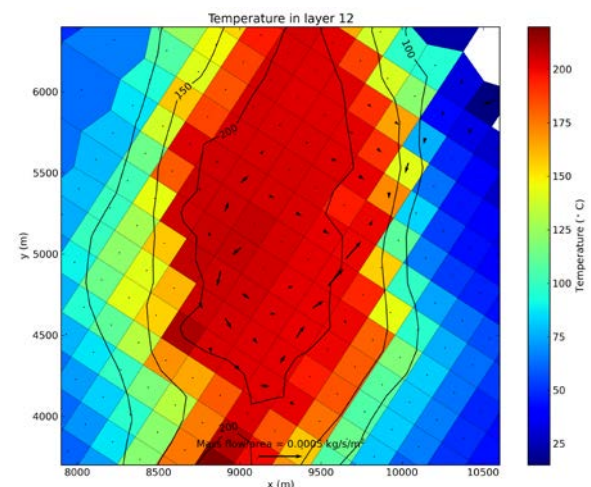 Temperature in layer 12
100
150
200
200
Mass flow/area = 0.0005 kg/s/m²
y (m)
6000
5500
5000
4500
4000
8000 8500 9000 9500 10000 10500
x (m)
200
175
150
125
100
75
50
25
Temperature (° C)